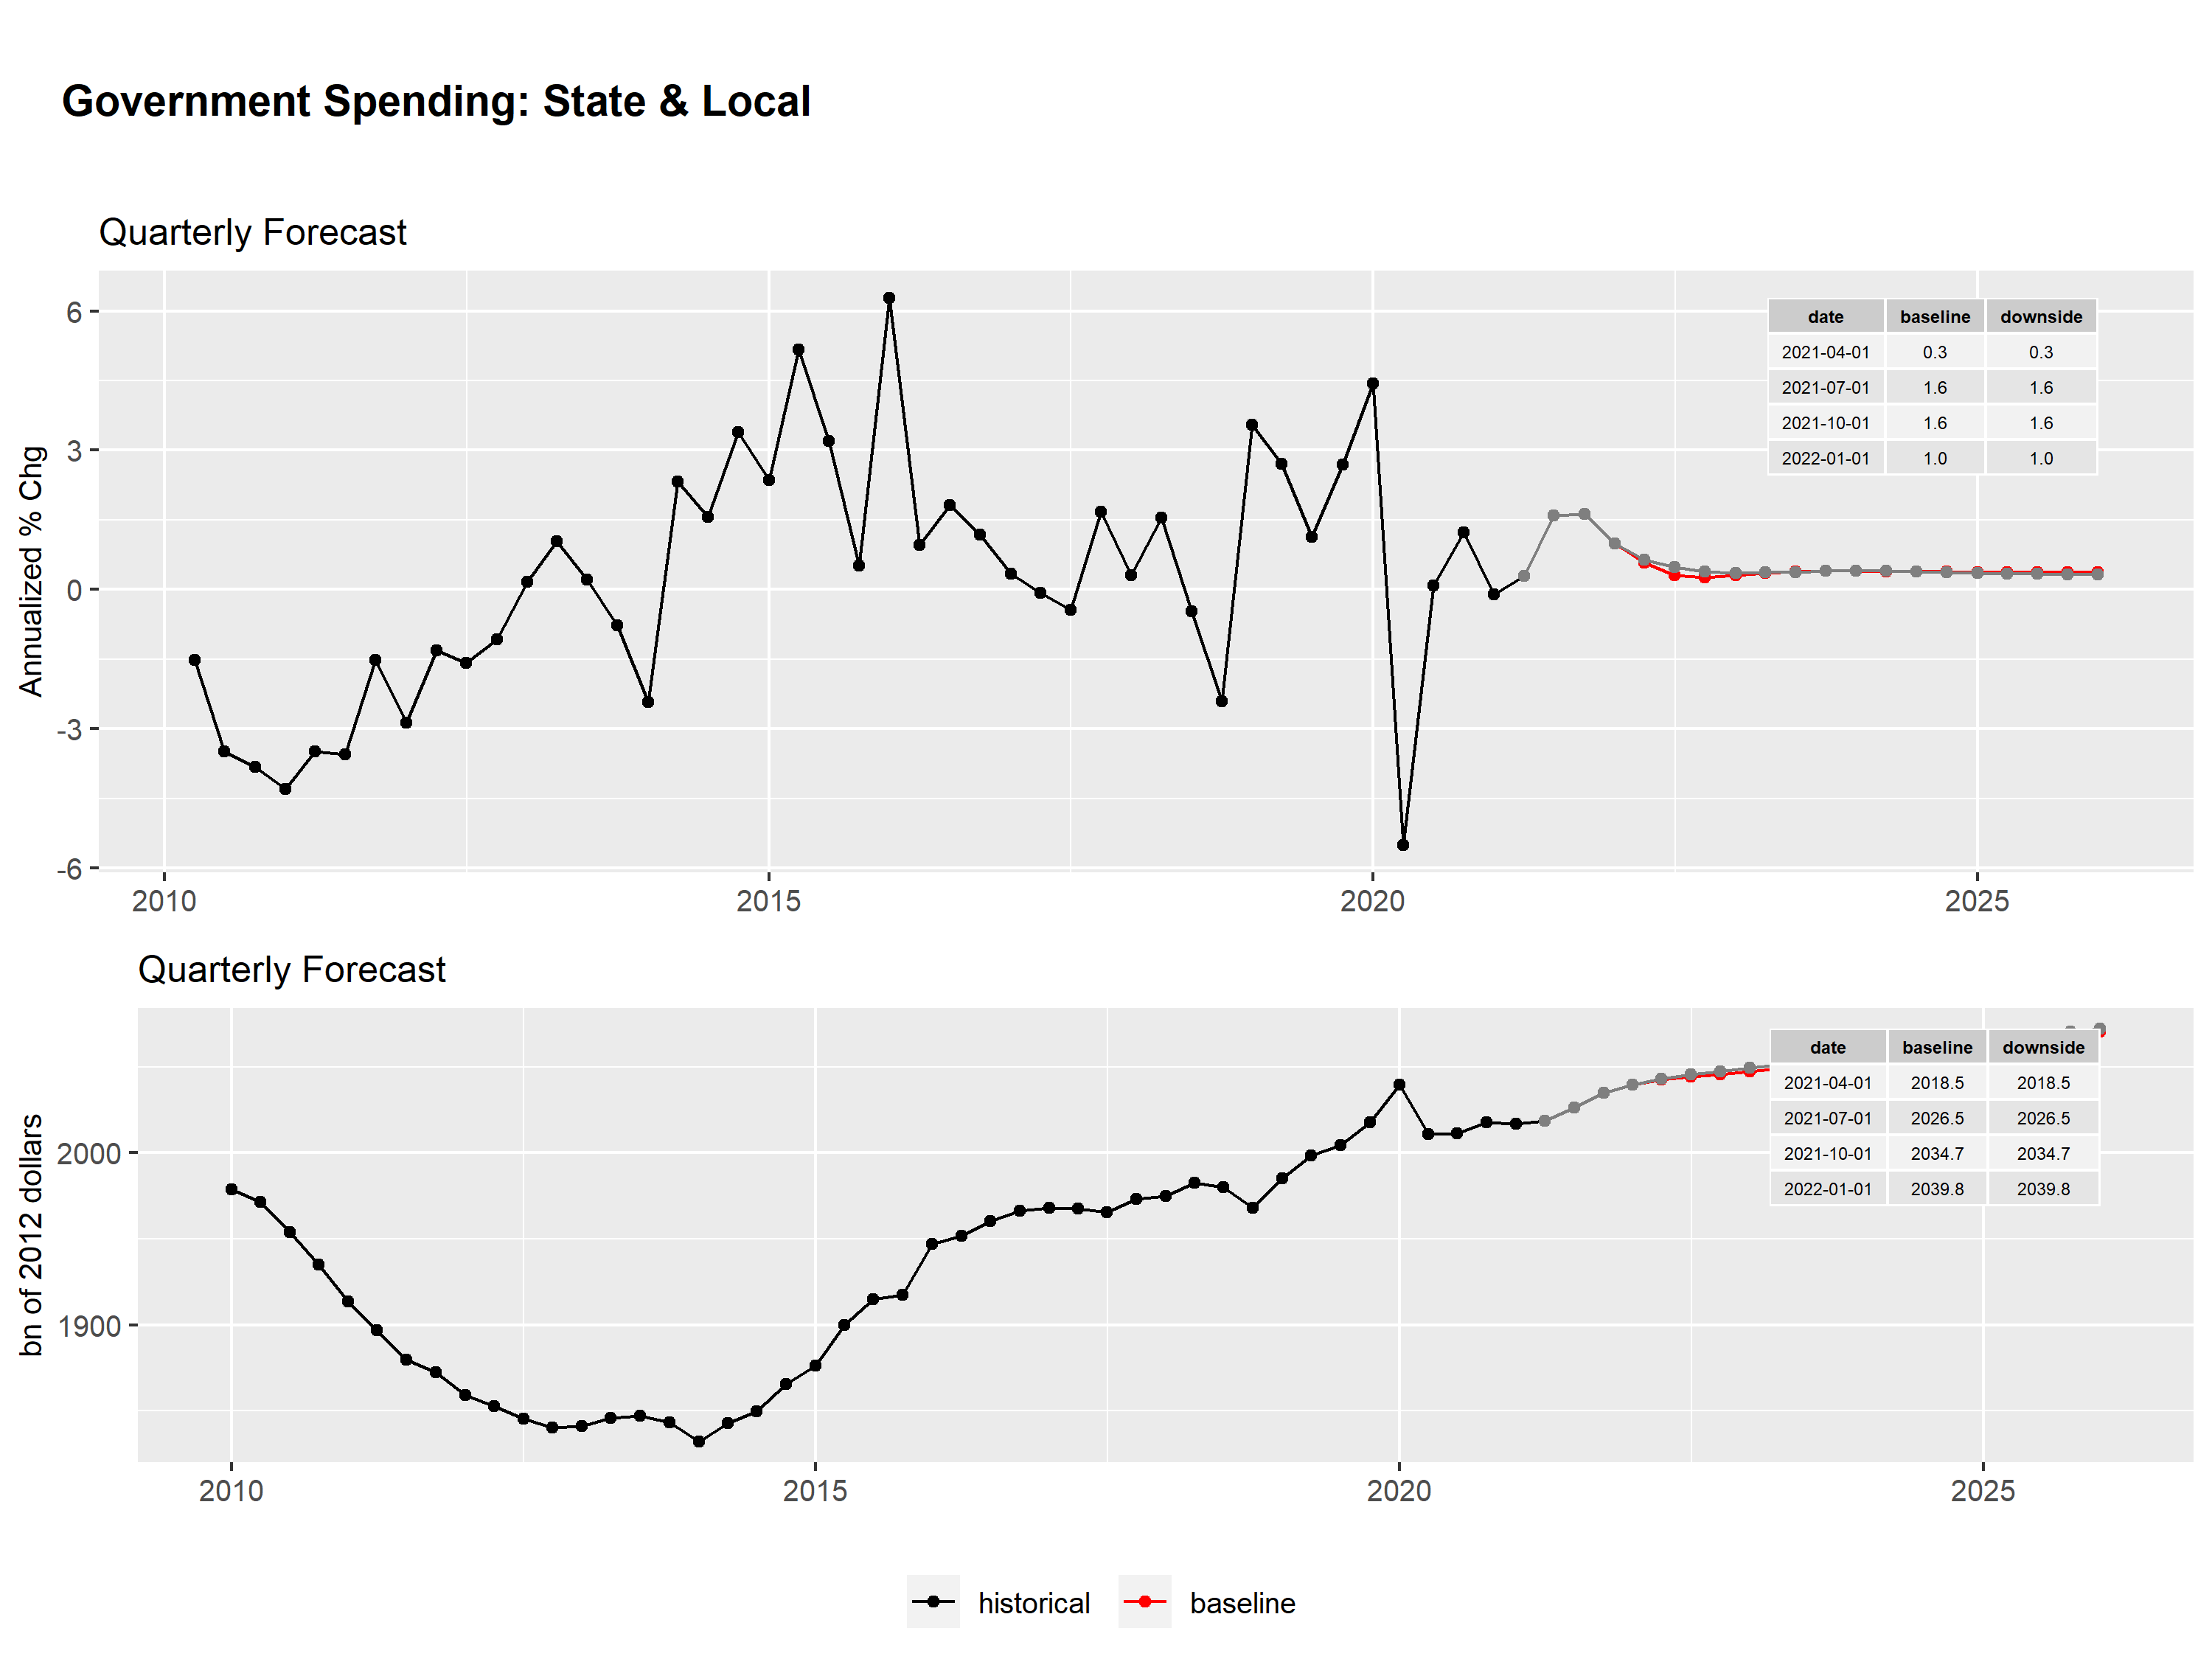 Government Spending: State & Local
Quarterly Forecast
Annualized % Chg
6
3
0
-3
-6
date baseline downside
2021-04-01 0.3 0.3
2021-07-01 1.6 1.6
2021-10-01 1.6 1.6
2022-01-01 1.0 1.0
2010 2015 2020 2025
Quarterly Forecast
bn of 2012 dollars
2000
1900
date baseline downside
2021-04-01 2018.5 2018.5
2021-07-01 2026.5 2026.5
2021-10-01 2034.7 2034.7
2022-01-01 2039.8 2039.8
2010 2015 2020 2025
historical baseline